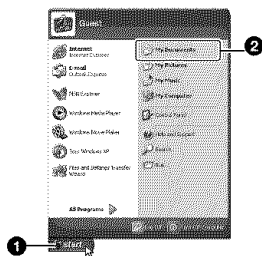 Guest
Internet
Internet Explorer
E-mail
Outlook Express
MSN Explorer
Windows Media Player
Windows Movie Maker
Tour Windows XP
Files and Settings Transfer
Wizard
All Programs
My Documents
2
My Pictures
My Music
My Computer
Control Panel
Help and Support
Search
Run...
1
start